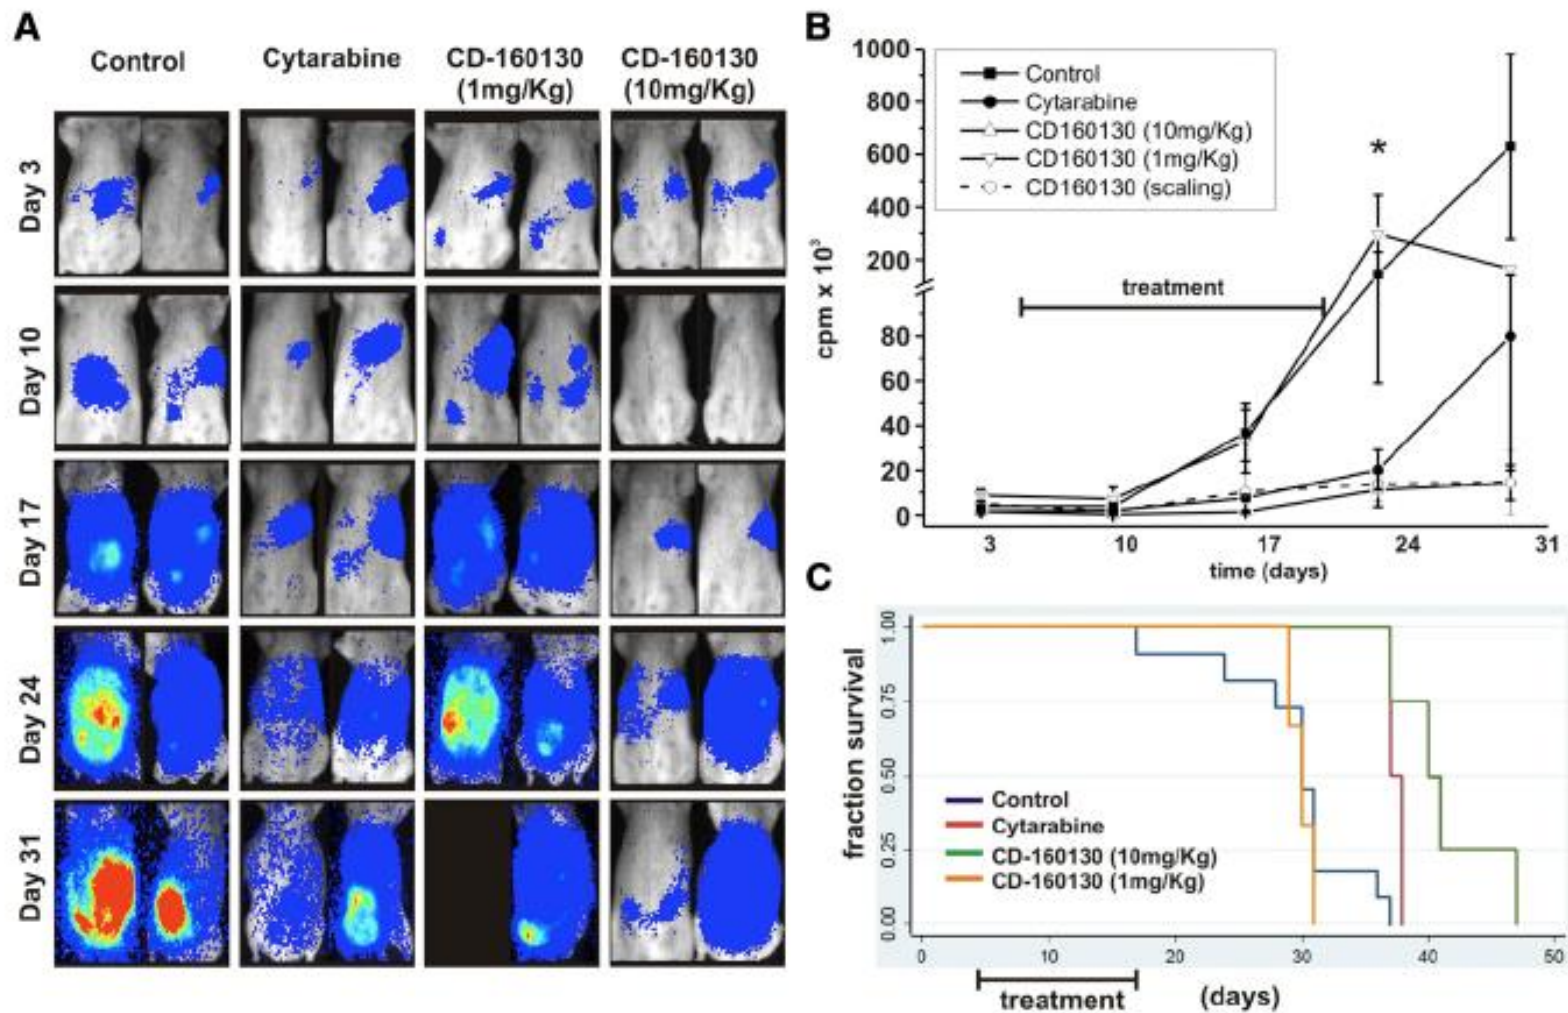 A
Control
Cytarabine
CD-160130
(1mg/Kg)
CD-160130
(10mg/Kg)
Day 3
Day 10
Day 17
Day 24
Day 31
B
1000
800
600
400
200
80
60
40
20
0
cpm x 10³
Control
Cytarabine
CD160130 (10mg/Kg)
CD160130 (1mg/Kg)
CD160130 (scaling)
*
treatment
3 10 17 24 31
time (days)
C
1.00
0.75
0.50
0.25
0.00
fraction survival
Control
Cytarabine
CD-160130 (10mg/Kg)
CD-160130 (1mg/Kg)
0 10 20 30 40 50
treatment
(days)